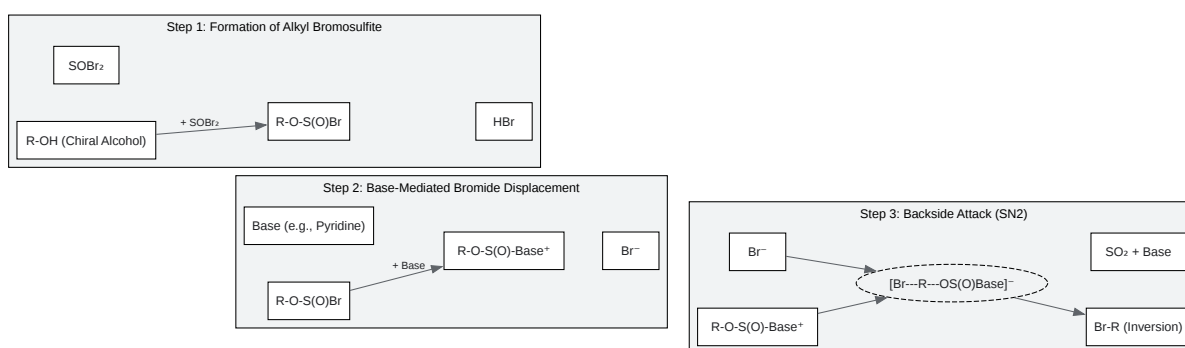 Step 1: Formation of Alkyl Bromosulfite
SOBr₂
R-OH (Chiral Alcohol)
+ SOBr₂
R-O-S(O)Br
HBr
Step 2: Base-Mediated Bromide Displacement
Base (e.g., Pyridine)
R-O-S(O)Br
+ Base
R-O-S(O)-Base⁺
Br⁻
Step 3: Backside Attack (SN2)
Br⁻
R-O-S(O)-Base⁺
[Br---R---OS(O)Base]⁻
SO₂ + Base
Br-R (Inversion)